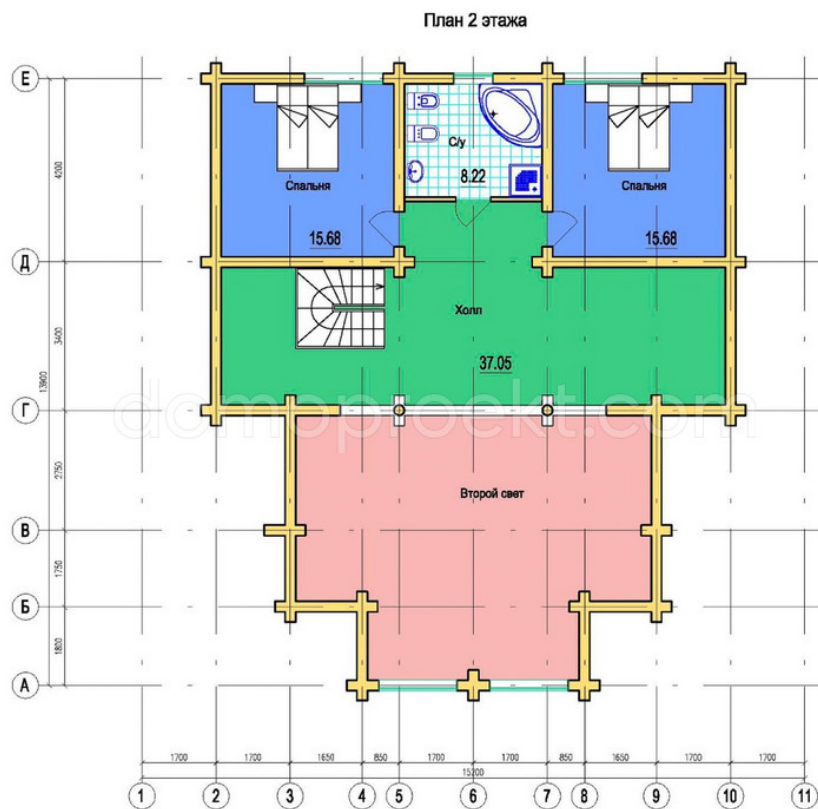 План 2 этажа
Е
Д
Г
В
Б
А
4200
3400
2750
1750
1800
13900
Спальня
15.68
С/у
8.22
Спальня
15.68
Холл
37.05
domoproekt.com
Второй свет
1700 1700 1650 850 1700 1700 850 1650 1700 1700
15200
1 2 3 4 5 6 7 8 9 10 11